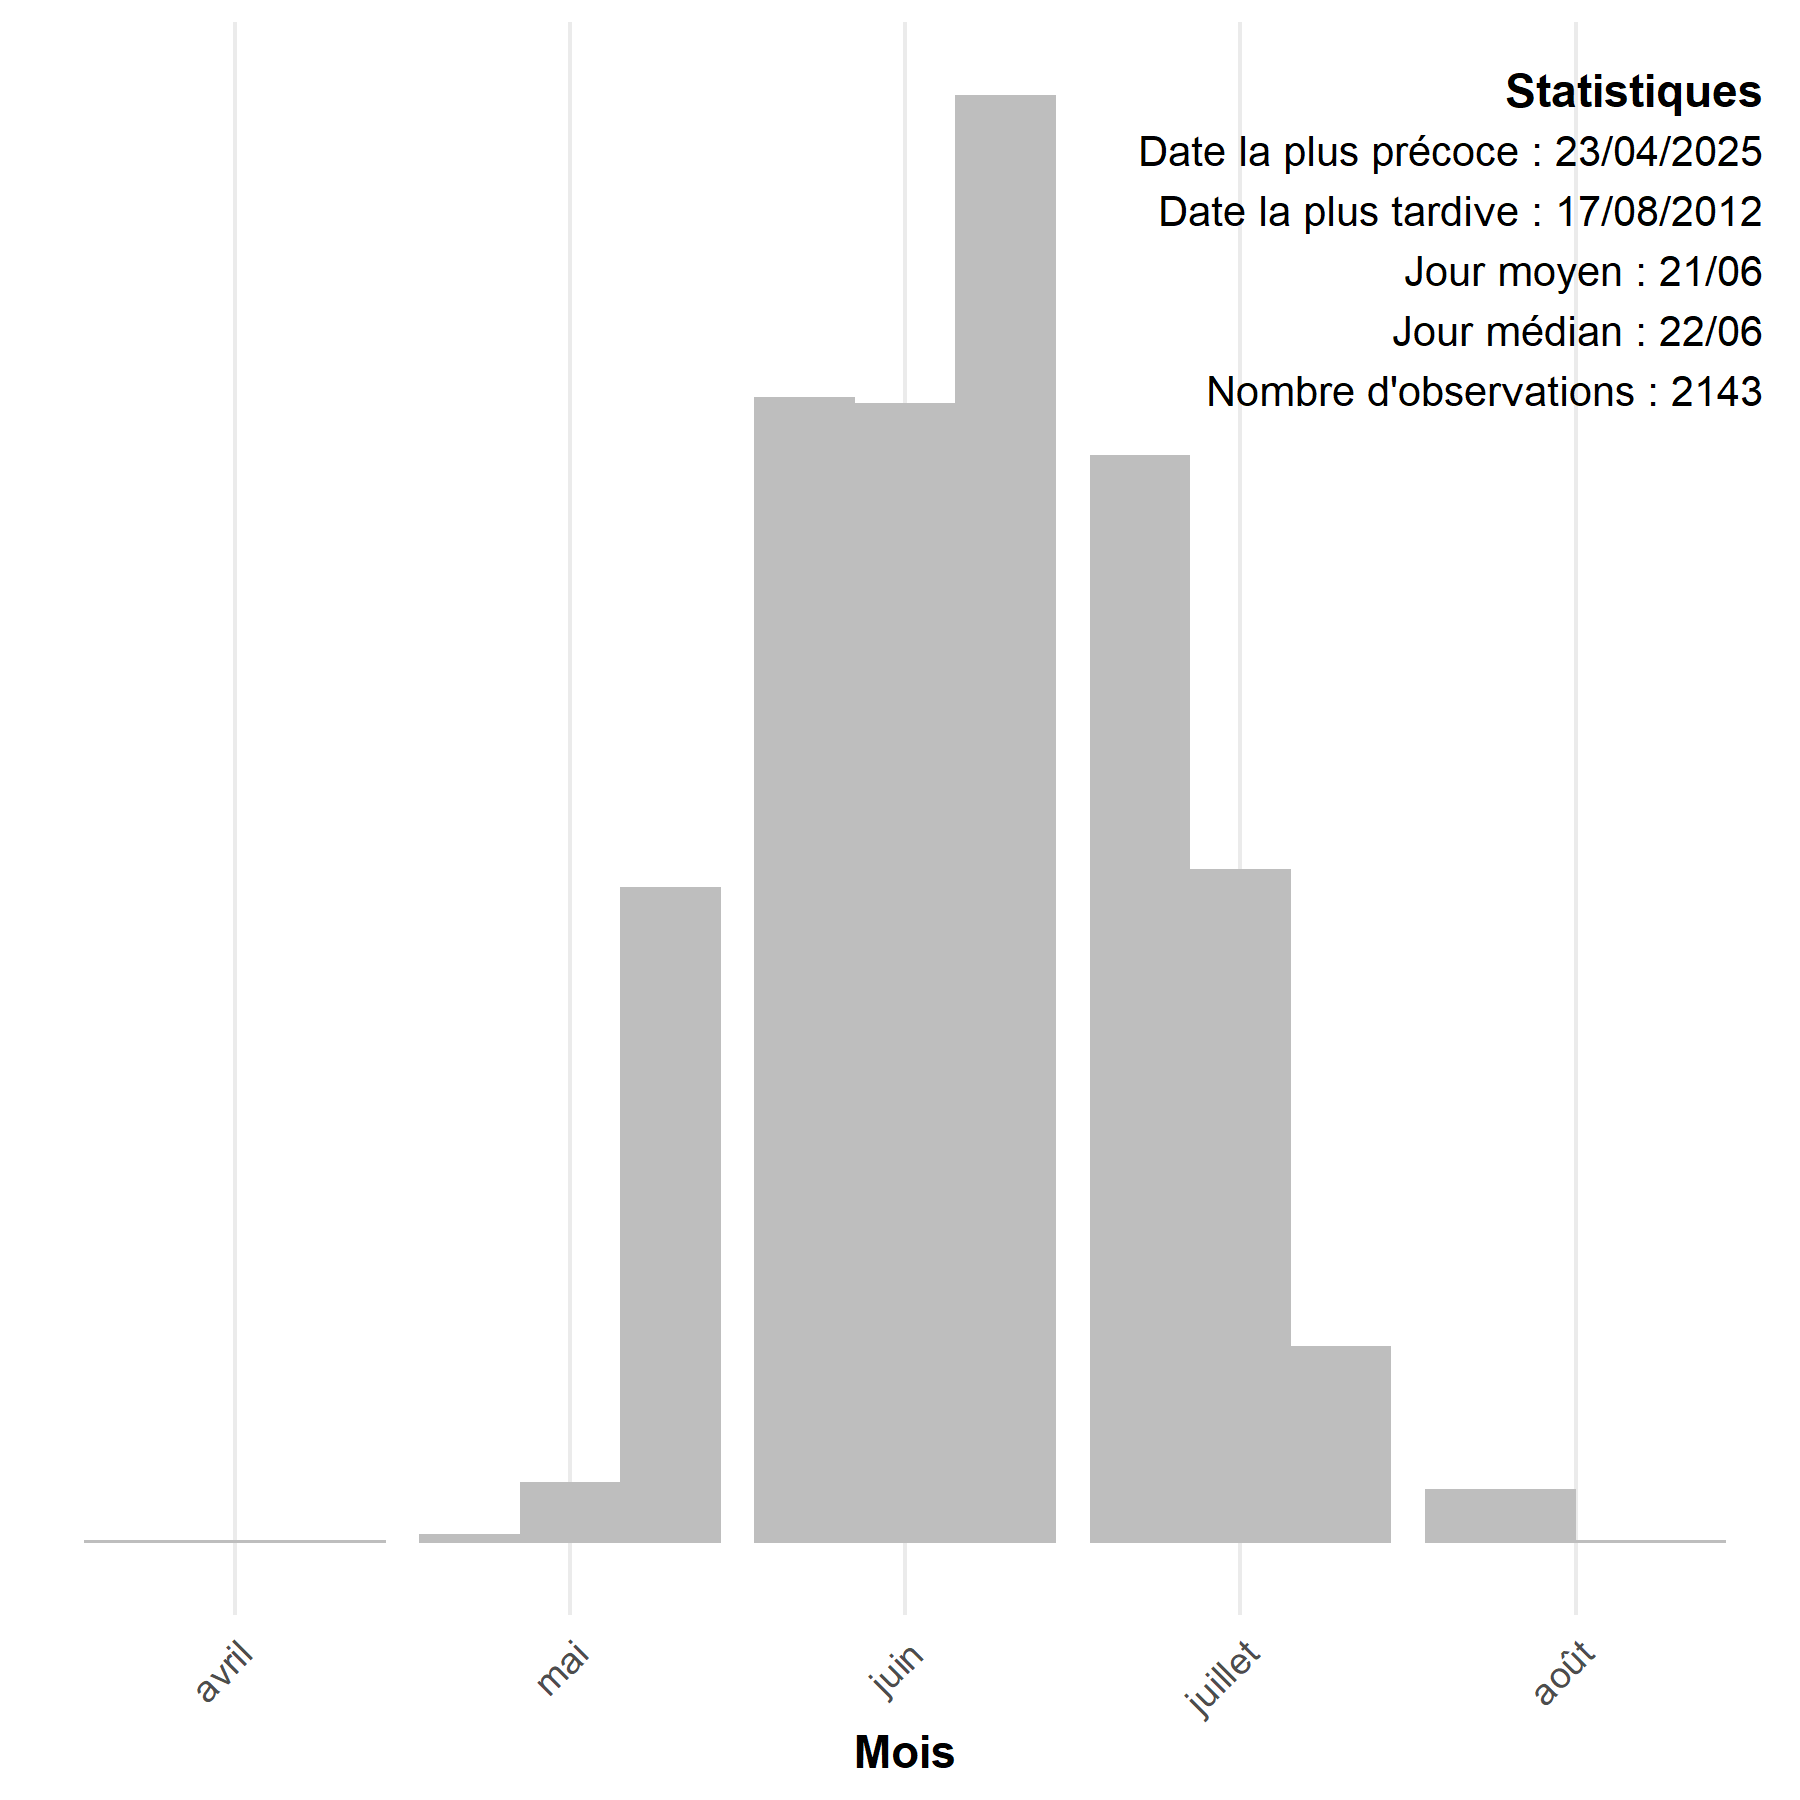 Statistiques
Date la plus précoce : 23/04/2025
Date la plus tardive : 17/08/2012
Jour moyen : 21/06
Jour médian : 22/06
Nombre d'observations : 2143
avril
mai
juin
juillet
août
Mois